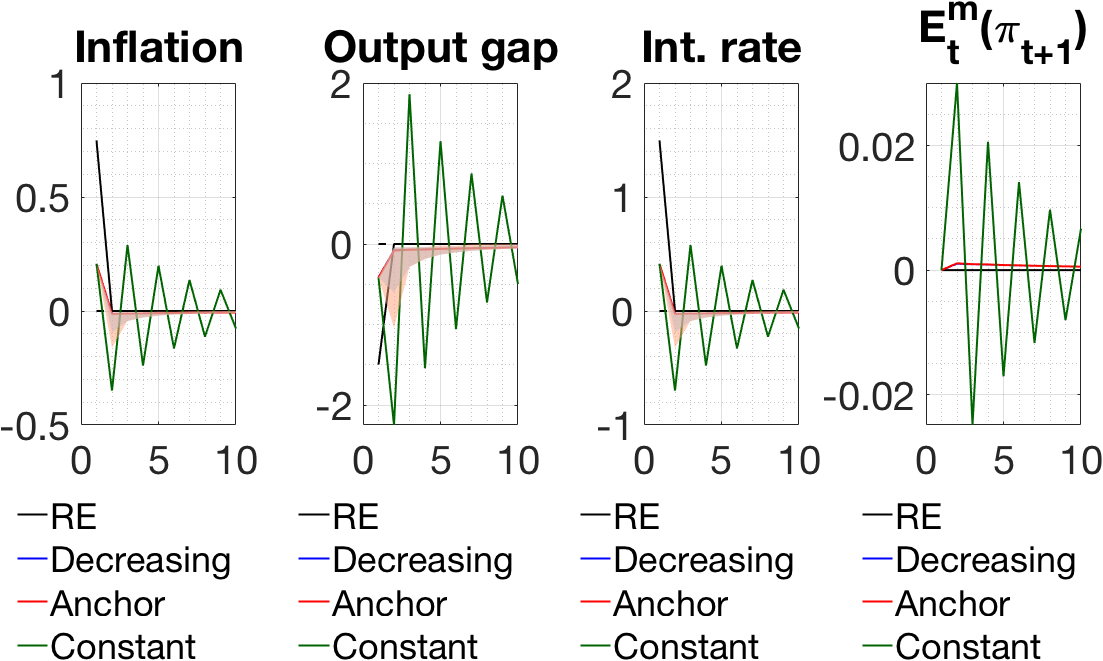 Inflation
1
0.5
0
-0.5
0 5 10
RE
Decreasing
Anchor
Constant
Output gap
2
0
-2
0 5 10
RE
Decreasing
Anchor
Constant
Int. rate
2
1
0
-1
0 5 10
RE
Decreasing
Anchor
Constant
E_t^m(π_{t+1})
0.02
0
-0.02
0 5 10
RE
Decreasing
Anchor
Constant